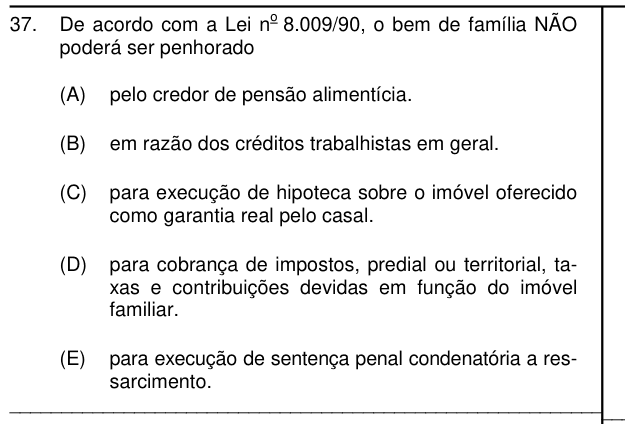 37. De acordo com a Lei nº 8.009/90, o bem de família NÃO
poderá ser penhorado
(A) pelo credor de pensão alimentícia.
(B) em razão dos créditos trabalhistas em geral.
(C) para execução de hipoteca sobre o imóvel oferecido
como garantia real pelo casal.
(D) para cobrança de impostos, predial ou territorial, ta-
xas e contribuições devidas em função do imóvel
familiar.
(E) para execução de sentença penal condenatória a res-
sarcimento.